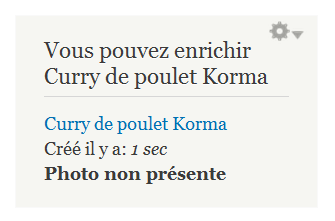 Vous pouvez enrichir
Curry de poulet Korma
Curry de poulet Korma
Créé il y a: 1 sec
Photo non présente